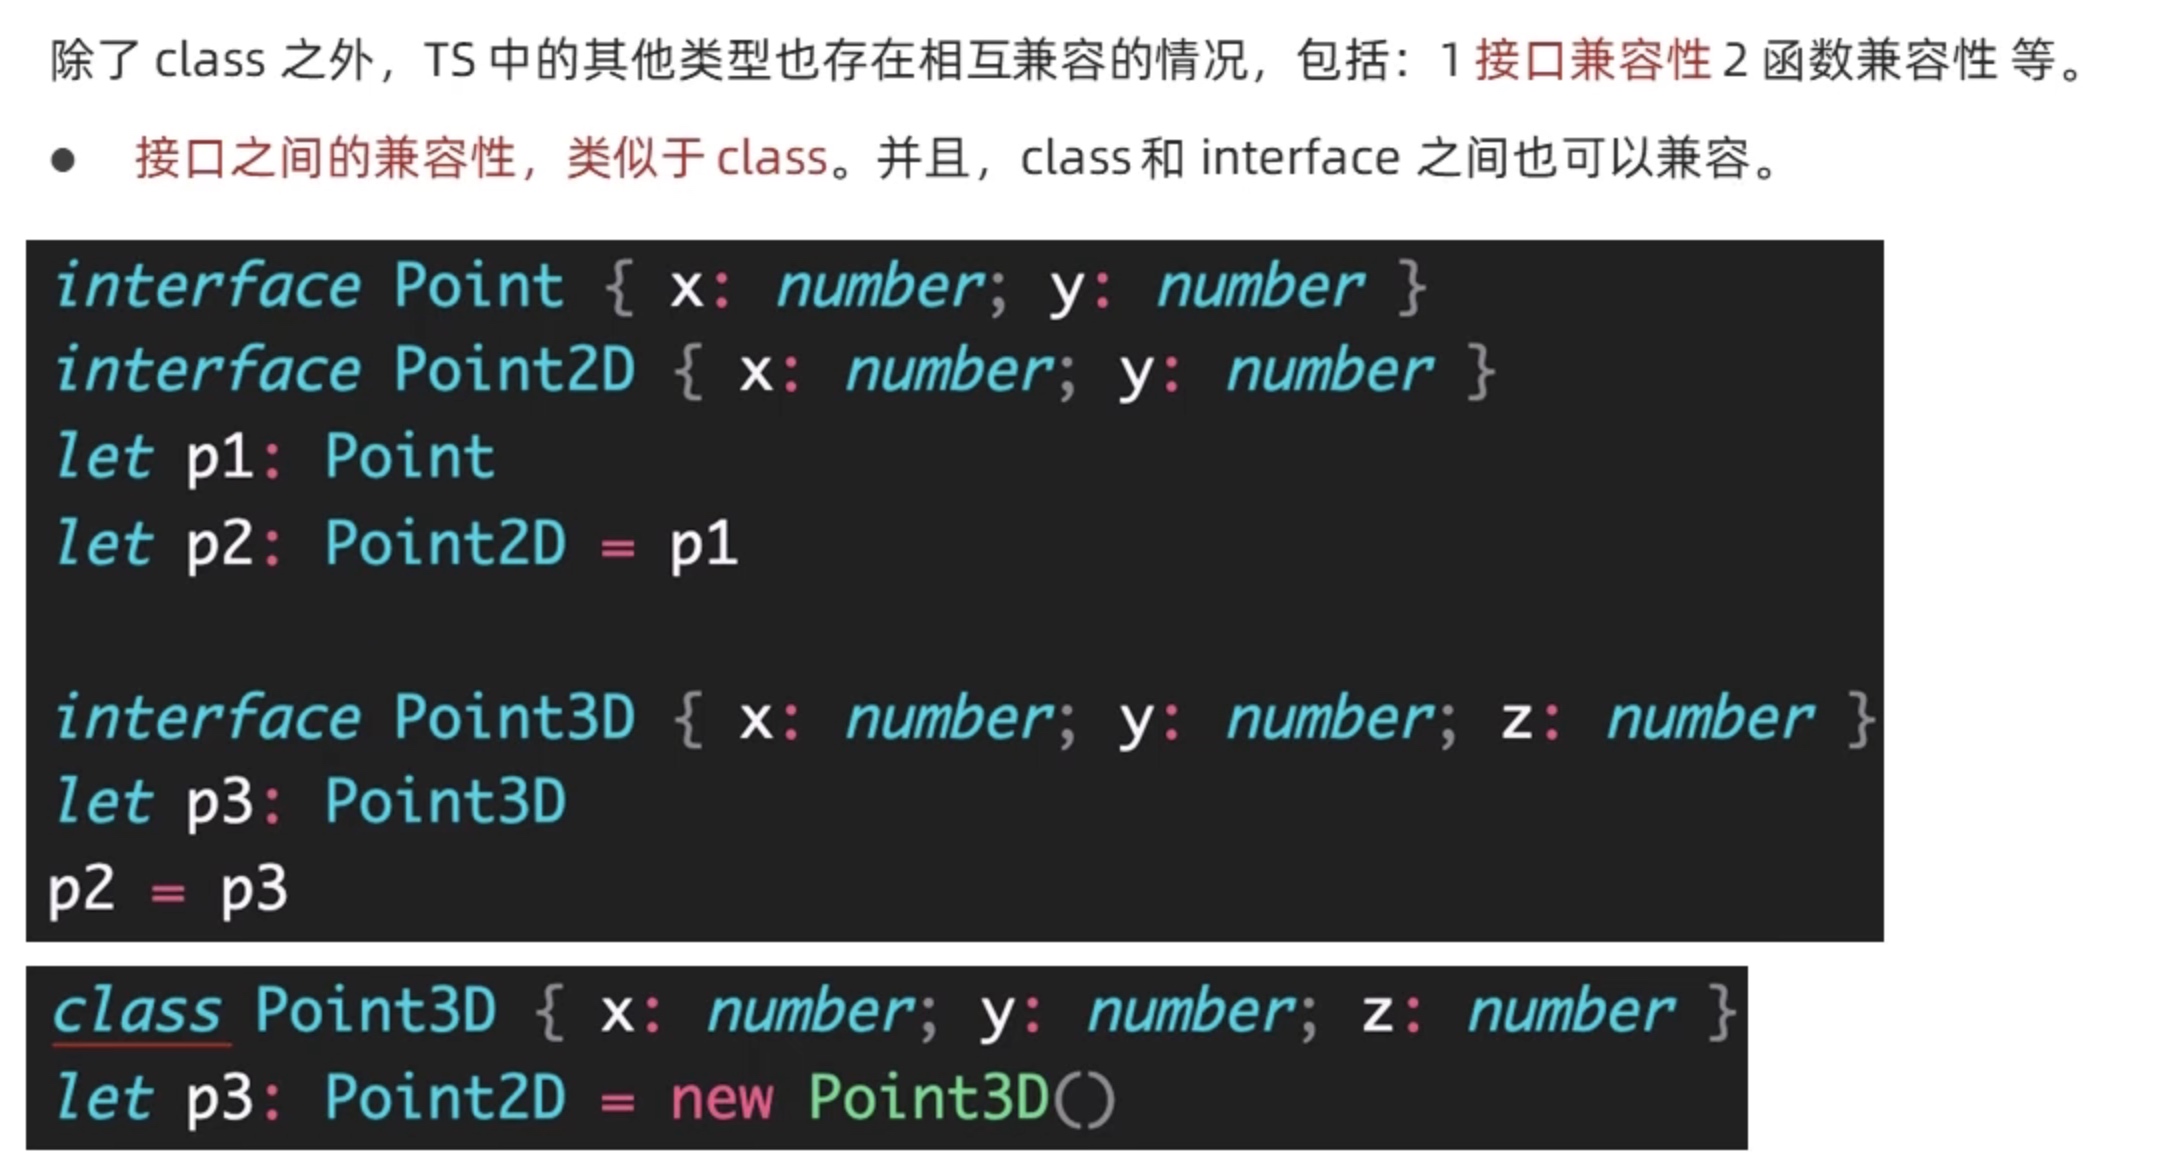 除了 class 之外，TS 中的其他类型也存在相互兼容的情况，包括：1 接口兼容性 2 函数兼容性 等。
● 接口之间的兼容性，类似于 class。并且，class 和 interface 之间也可以兼容。
interface Point { x: number; y: number }
interface Point2D { x: number; y: number }
let p1: Point
let p2: Point2D = p1
interface Point3D { x: number; y: number; z: number }
let p3: Point3D
p2 = p3
class Point3D { x: number; y: number; z: number }
let p3: Point2D = new Point3D()